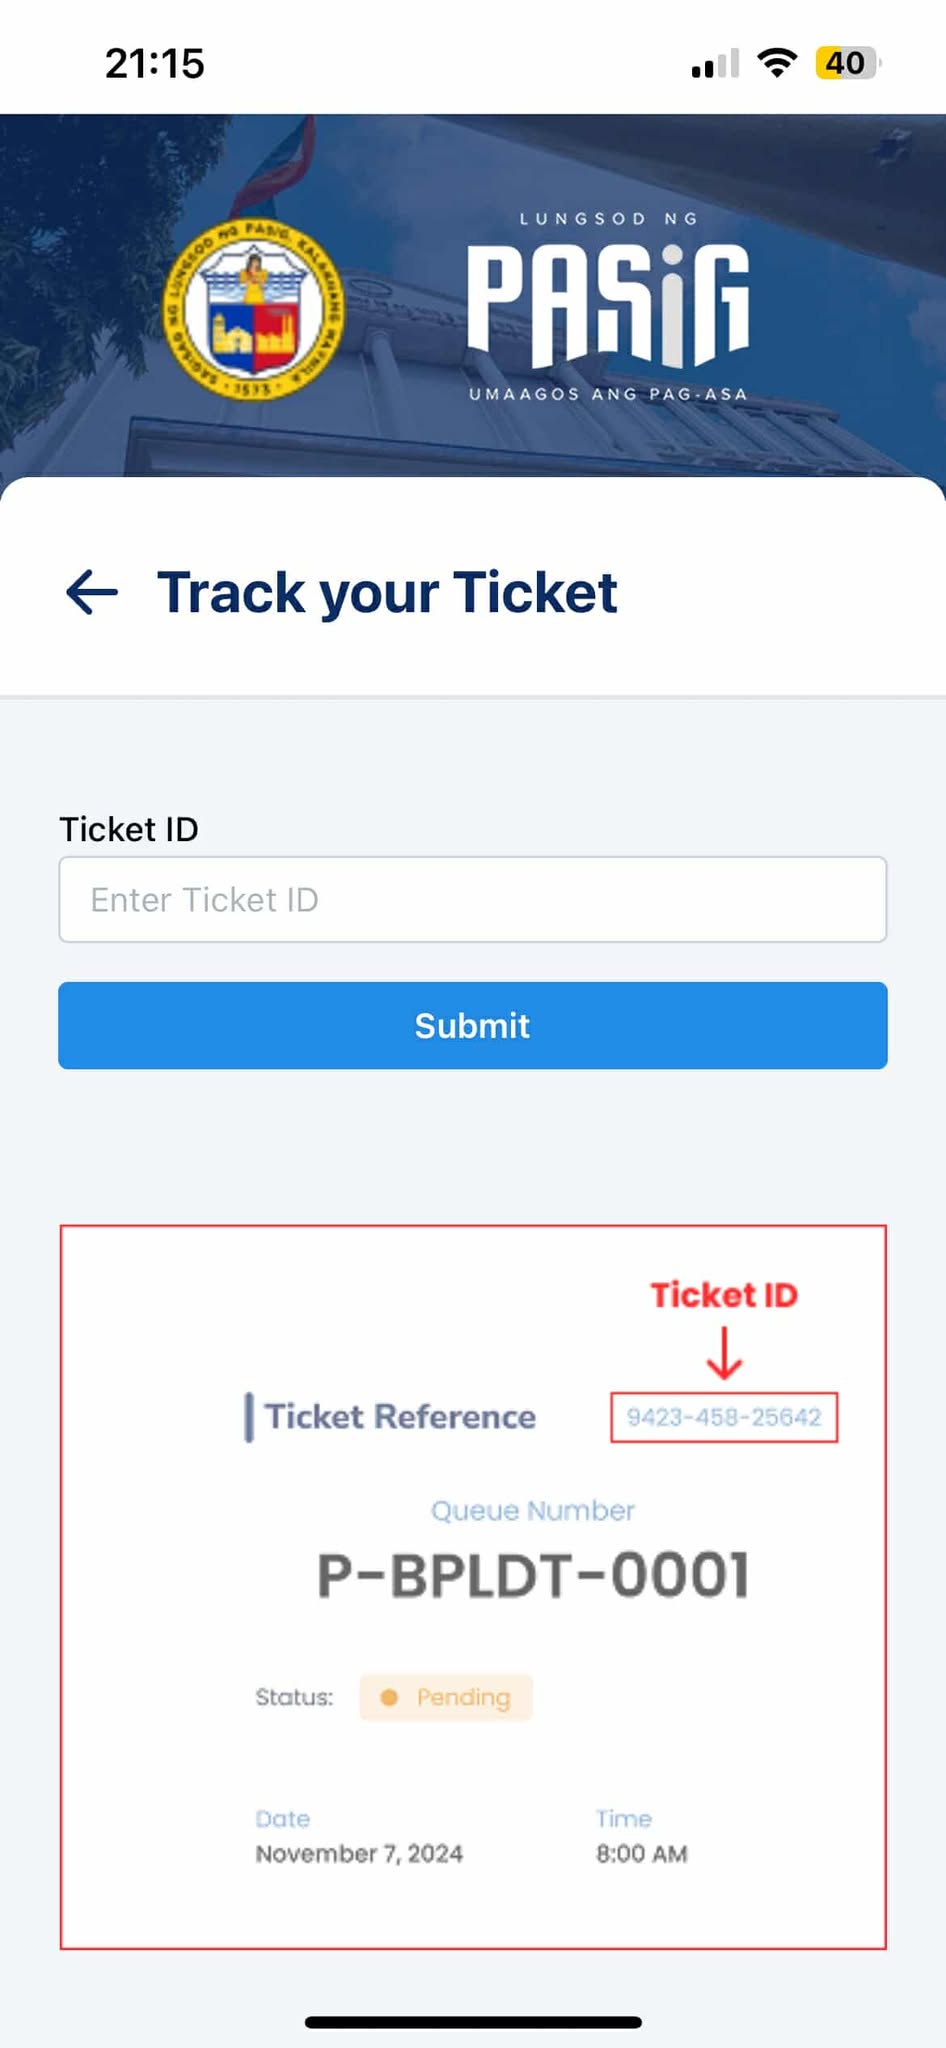 21:15
40
SAGISAG NG LUNGSOD NG PASIG, KALAKHANG MAYNILA
1573
LUNGSOD NG
PASiG
UMAAGOS ANG PAG-ASA
Track your Ticket
Ticket ID
Enter Ticket ID
Submit
Ticket ID
Ticket Reference
9423-458-25642
Queue Number
P-BPLDT-0001
Status:
Pending
Date
Time
November 7, 2024
8:00 AM